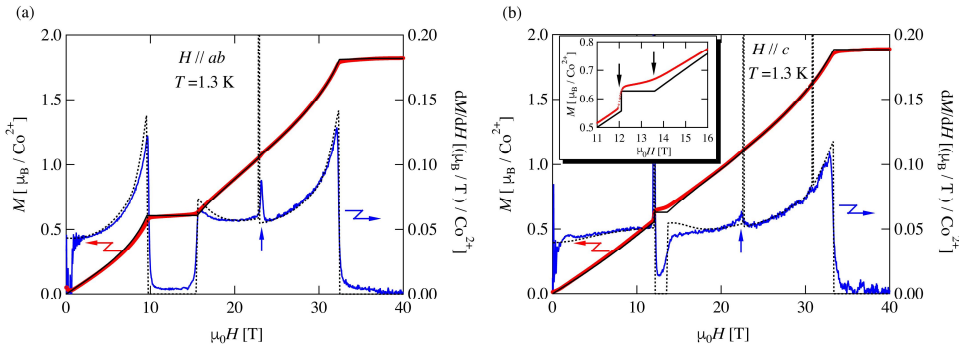 (a)
H // ab
T = 1.3 K
M [ μB / Co2+]
2.0
1.5
1.0
0.5
0.0
0.20
0.15
0.10
0.05
0.00
dM/dH [(μB / T) / Co2+]
0
10
20
30
40
μ0H [T]
(b)
H // c
T = 1.3 K
M [ μB / Co2+]
2.0
1.5
1.0
0.5
0.0
0.20
0.15
0.10
0.05
0.00
dM/dH [(μB / T) / Co2+]
0
10
20
30
40
μ0H [T]
M [ μB / Co2+]
0.8
0.7
0.6
0.5
11
12
13
14
15
16
μ0H [T]